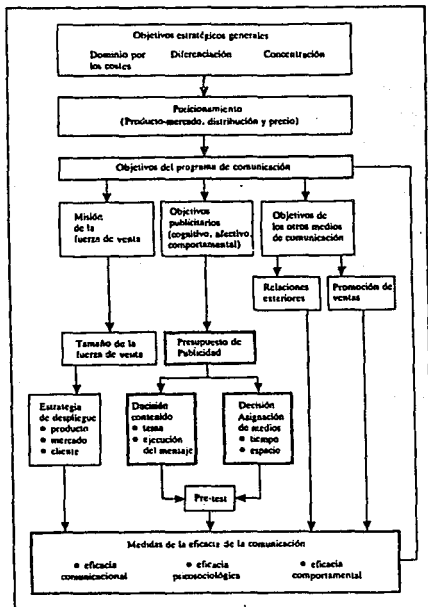 Objetivos estratégicos generales
Dominio por los costes
Diferenciación
Concentración
Posicionamiento
(Producto-mercado, distribución y precio)
Objetivos del programa de comunicación
Misión
de la
fuerza de venta
Objetivos
publicitarios
(cognitivo, afectivo,
comportamental)
Objetivos de
los otros medios
de comunicación
Relaciones
exteriores
Promoción de
ventas
Tamaño de la
fuerza de venta
Presupuesto de
Publicidad
Estrategia
de despliegue
• producto
• mercado
• cliente
Decisión
contenido
• tema
• ejecución
del mensaje
Decisión
Asignación
de medios
• tiempo
• espacio
Pre-test
Medidas de la eficacia de la comunicación
• eficacia
comunicacional
• eficacia
psicosociológica
• eficacia
comportamental